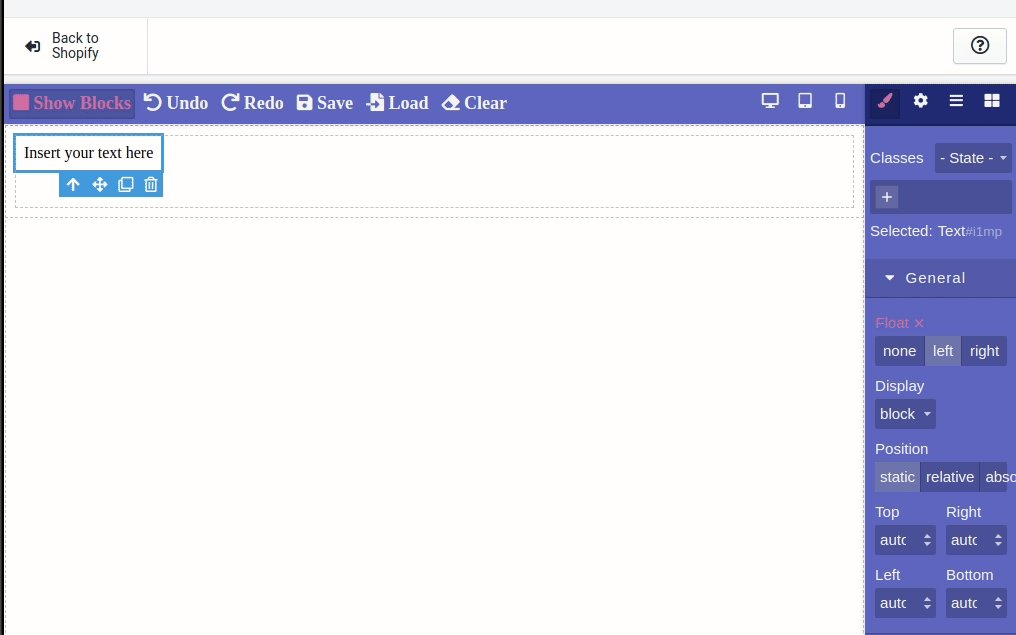 Back to
Shopify
Show Blocks Undo Redo Save Load Clear
Insert your text here
Classes - State -
+
Selected: Text#i1mp
General
Float ×
none left right
Display
block
Position
static relative abso
Top Right
auto auto
Left Bottom
auto auto